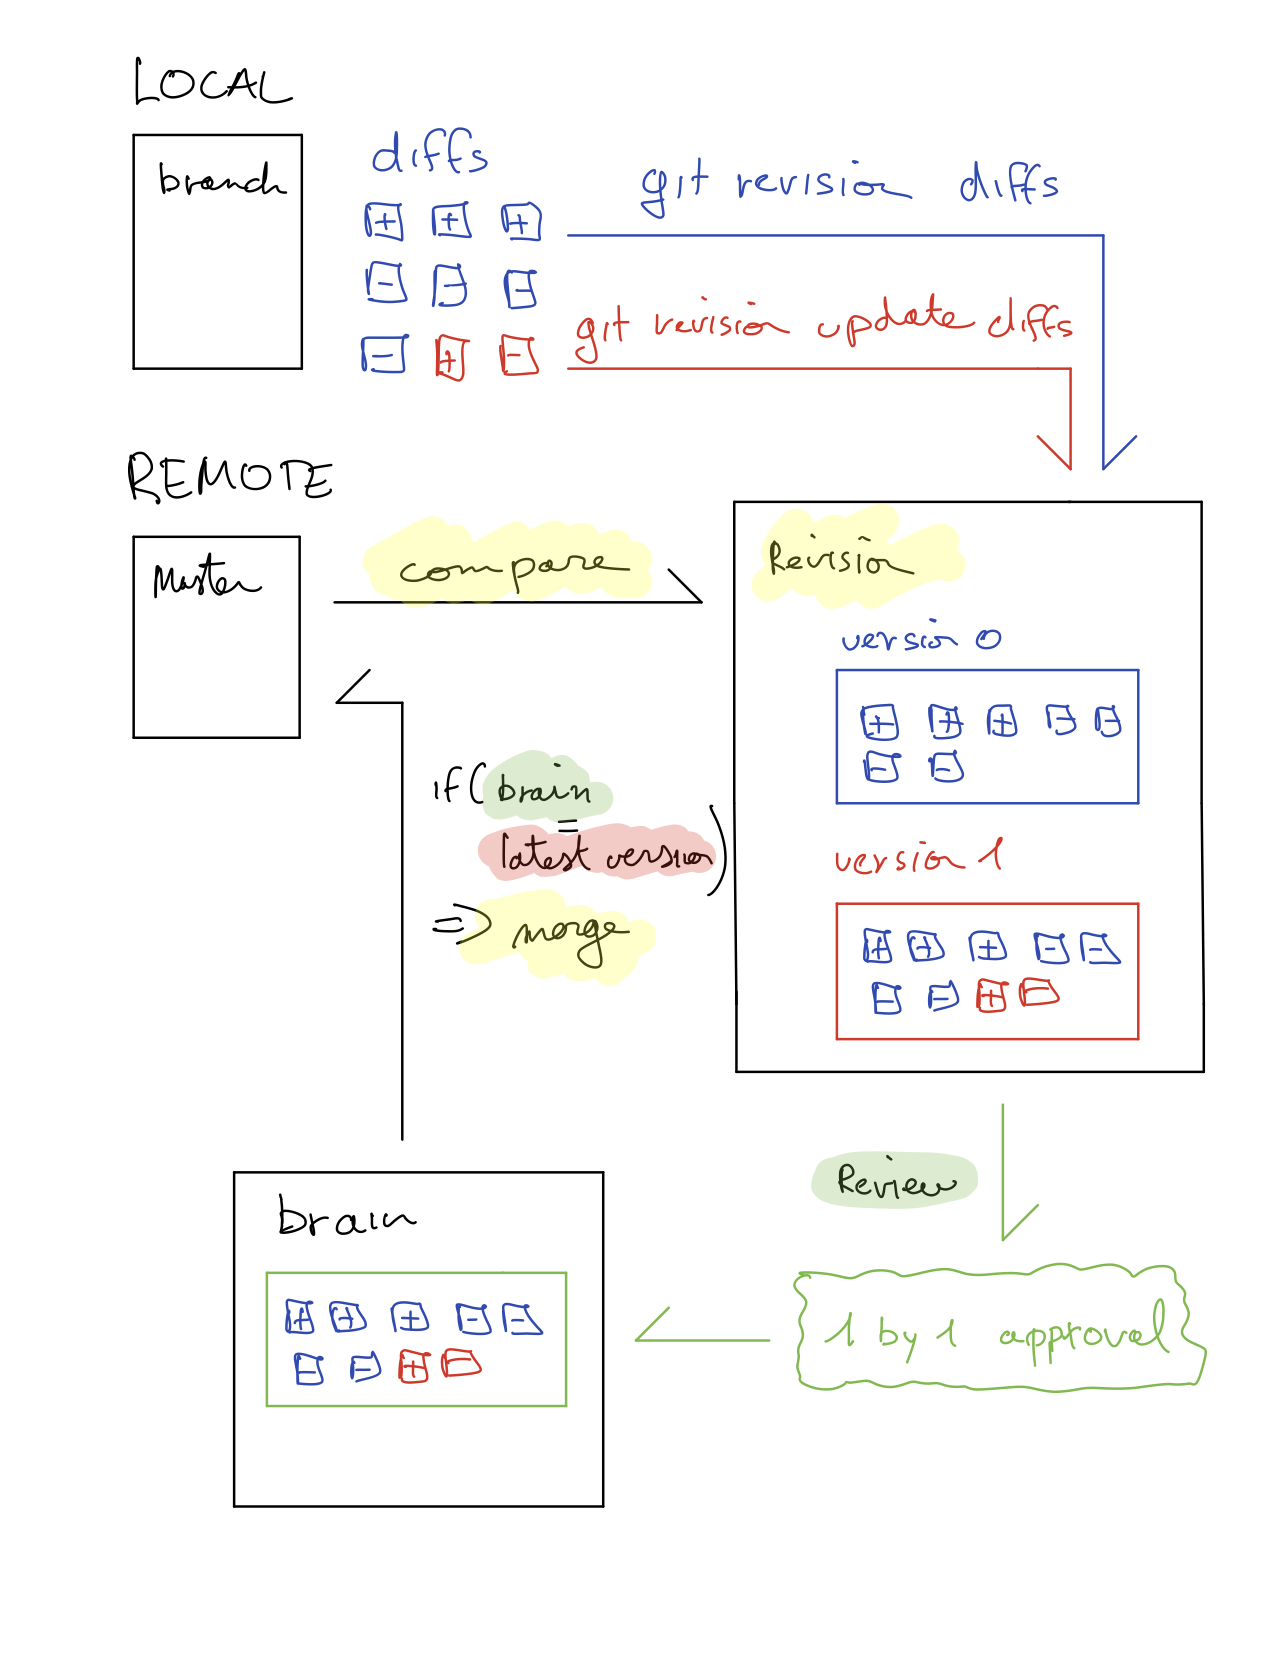 LOCAL
branch
diffs
+ + +
- - -
- + -
git revision diffs
git revision update diffs
REMOTE
Master
compare
Revision
version 0
+ + + - -
- -
version 1
+ + + - -
- - + -
if (brain
=
latest version)
=> merge
Review
1 by 1 approval
brain
+ + + - -
- - + -